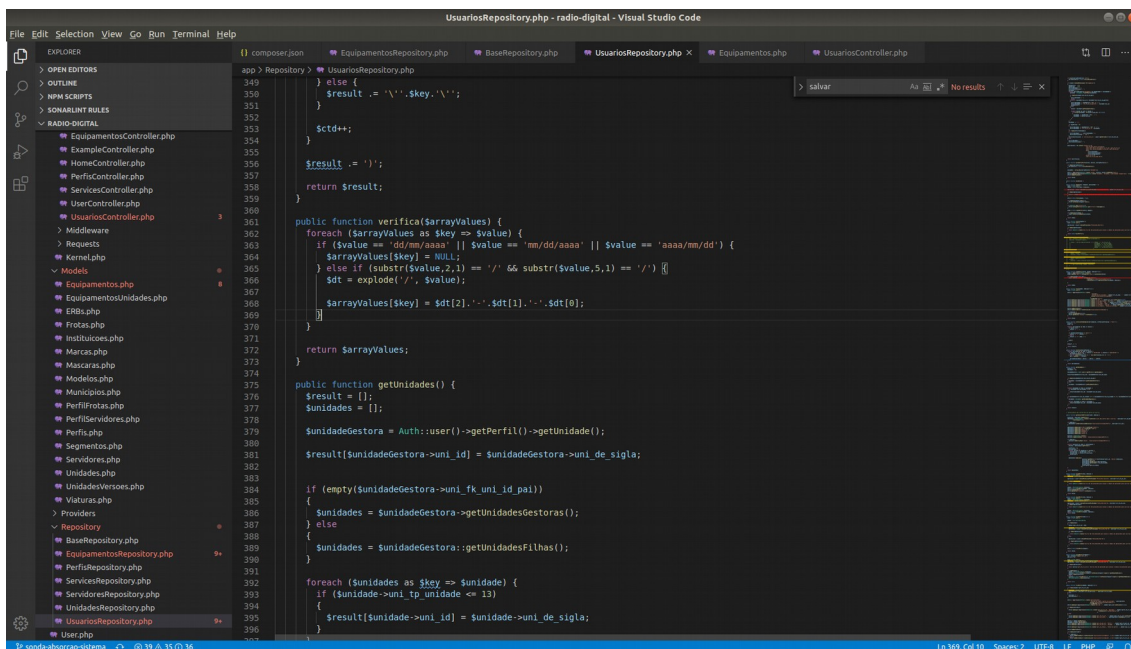 UsuariosRepository.php - radio-digital - Visual Studio Code
File Edit Selection View Go Run Terminal Help
EXPLORER
> OPEN EDITORS
> OUTLINE
> NPM SCRIPTS
> SONARLINT RULES
RADIO-DIGITAL
EquipamentosController.php
ExampleController.php
HomeController.php
PerfisController.php
ServicesController.php
UserController.php
UsuariosController.php 3
> Middleware
> Requests
Kernel.php
Models
Equipamentos.php 8
EquipamentosUnidades.php
ERBs.php
Frotas.php
Instituicoes.php
Marcas.php
Mascaras.php
Modelos.php
Municipios.php
PerfilFrotas.php
PerfilServidores.php
Perfis.php
Segmentos.php
Servidores.php
Unidades.php
UnidadesVersoes.php
Viaturas.php
> Providers
Repository
BaseRepository.php
EquipamentosRepository.php 9+
PerfisRepository.php
ServicesRepository.php
ServidoresRepository.php
UnidadesRepository.php
UsuariosRepository.php 9+
User.php
{} composer.json EquipamentosRepository.php BaseRepository.php UsuariosRepository.php × Equipamentos.php UsuariosController.php
app > Repository > UsuariosRepository.php
> salvar Aa ab .* No results ↑ ↓ ×
349 } else {
350 $result .= '\''.$key.'\'';
351 }
352
353 $ctd++;
354 }
355
356 $result .= ')';
357
358 return $result;
359 }
360
361 public function verifica($arrayValues) {
362 foreach ($arrayValues as $key => $value) {
363 if ($value == 'dd/mm/aaaa' || $value == 'mm/dd/aaaa' || $value == 'aaaa/mm/dd') {
364 $arrayValues[$key] = NULL;
365 } else if (substr($value,2,1) == '/' && substr($value,5,1) == '/') {
366 $dt = explode('/', $value);
367
368 $arrayValues[$key] = $dt[2].'-'.$dt[1].'-'.$dt[0];
369 }
370 }
371
372 return $arrayValues;
373 }
374
375 public function getUnidades() {
376 $result = [];
377 $unidades = [];
378
379 $unidadeGestora = Auth::user()->getPerfil()->getUnidade();
380
381 $result[$unidadeGestora->uni_id] = $unidadeGestora->uni_de_sigla;
382
383
384 if (empty($unidadeGestora->uni_fk_uni_id_pai))
385 {
386 $unidades = $unidadeGestora->getUnidadesGestoras();
387 } else
388 {
389 $unidades = $unidadeGestora::getUnidadesFilhas();
390 }
391
392 foreach ($unidades as $key => $unidade) {
393 if ($unidade->uni_tp_unidade <= 13)
394 {
395 $result[$unidade->uni_id] = $unidade->uni_de_sigla;
396 }
sonda-absorcao-sistema 39 35 36 Ln 369, Col 10 Spaces: 2 UTF-8 LF PHP